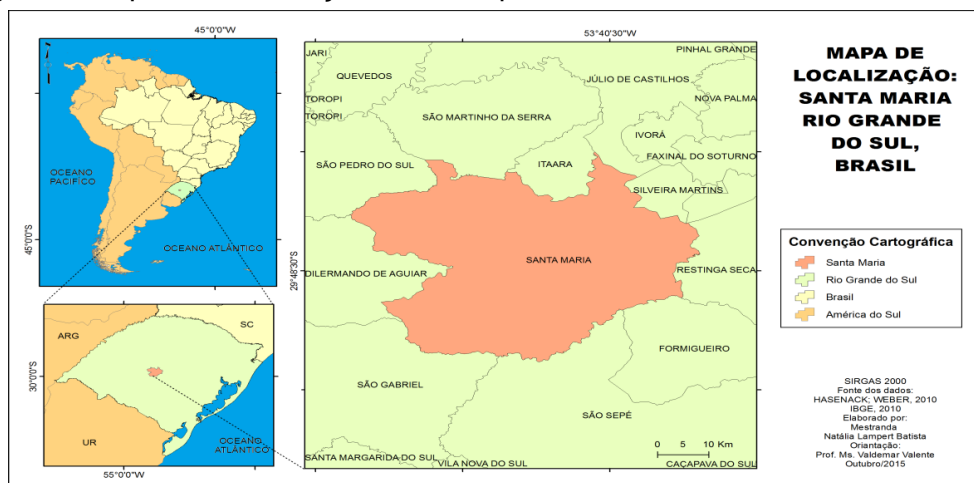 45°0'0"W
OCEANO
PACÍFICO
45°0'0"S
OCEANO ATLÂNTICO
ARG
SC
30°0'0"S
UR
OCEANO
ATLÂNTICO
55°0'0"W
53°40'30"W
29°48'30"S
JARI
PINHAL GRANDE
QUEVEDOS
JÚLIO DE CASTILHOS
TOROPI
NOVA PALMA
TOROPI
SÃO MARTINHO DA SERRA
IVORÁ
FAXINAL DO SOTURNO
SÃO PEDRO DO SUL
ITAARA
SILVEIRA MARTINS
SANTA MARIA
DILERMANDO DE AGUIAR
RESTINGA SECA
FORMIGUEIRO
SÃO GABRIEL
SÃO SEPÉ
0 5 10 Km
SANTA MARGARIDA DO SUL
VILA NOVA DO SUL
CAÇAPAVA DO SUL
MAPA DE
LOCALIZAÇÃO:
SANTA MARIA
RIO GRANDE
DO SUL,
BRASIL
Convenção Cartográfica
Santa Maria
Rio Grande do Sul
Brasil
América do Sul
SIRGAS 2000
Fonte dos dados:
HASENACK; WEBER, 2010
IBGE, 2010
Elaborado por:
Mestranda
Natália Lampert Batista
Oriantação:
Prof. Ms. Valdemar Valente
Outubro/2015